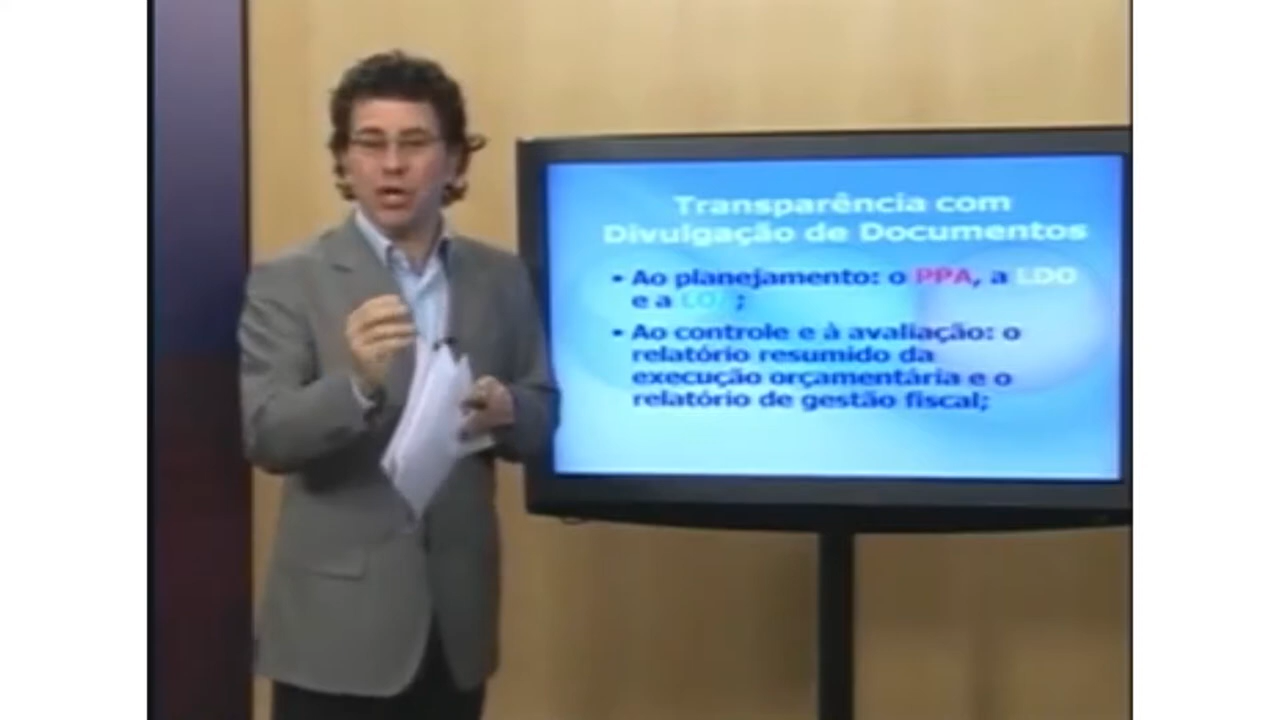 Transparência com
Divulgação de Documentos
• Ao planejamento: o PPA, a LDO
e a LOA;
• Ao controle e à avaliação: o
relatório resumido da
execução orçamentária e o
relatório de gestão fiscal;